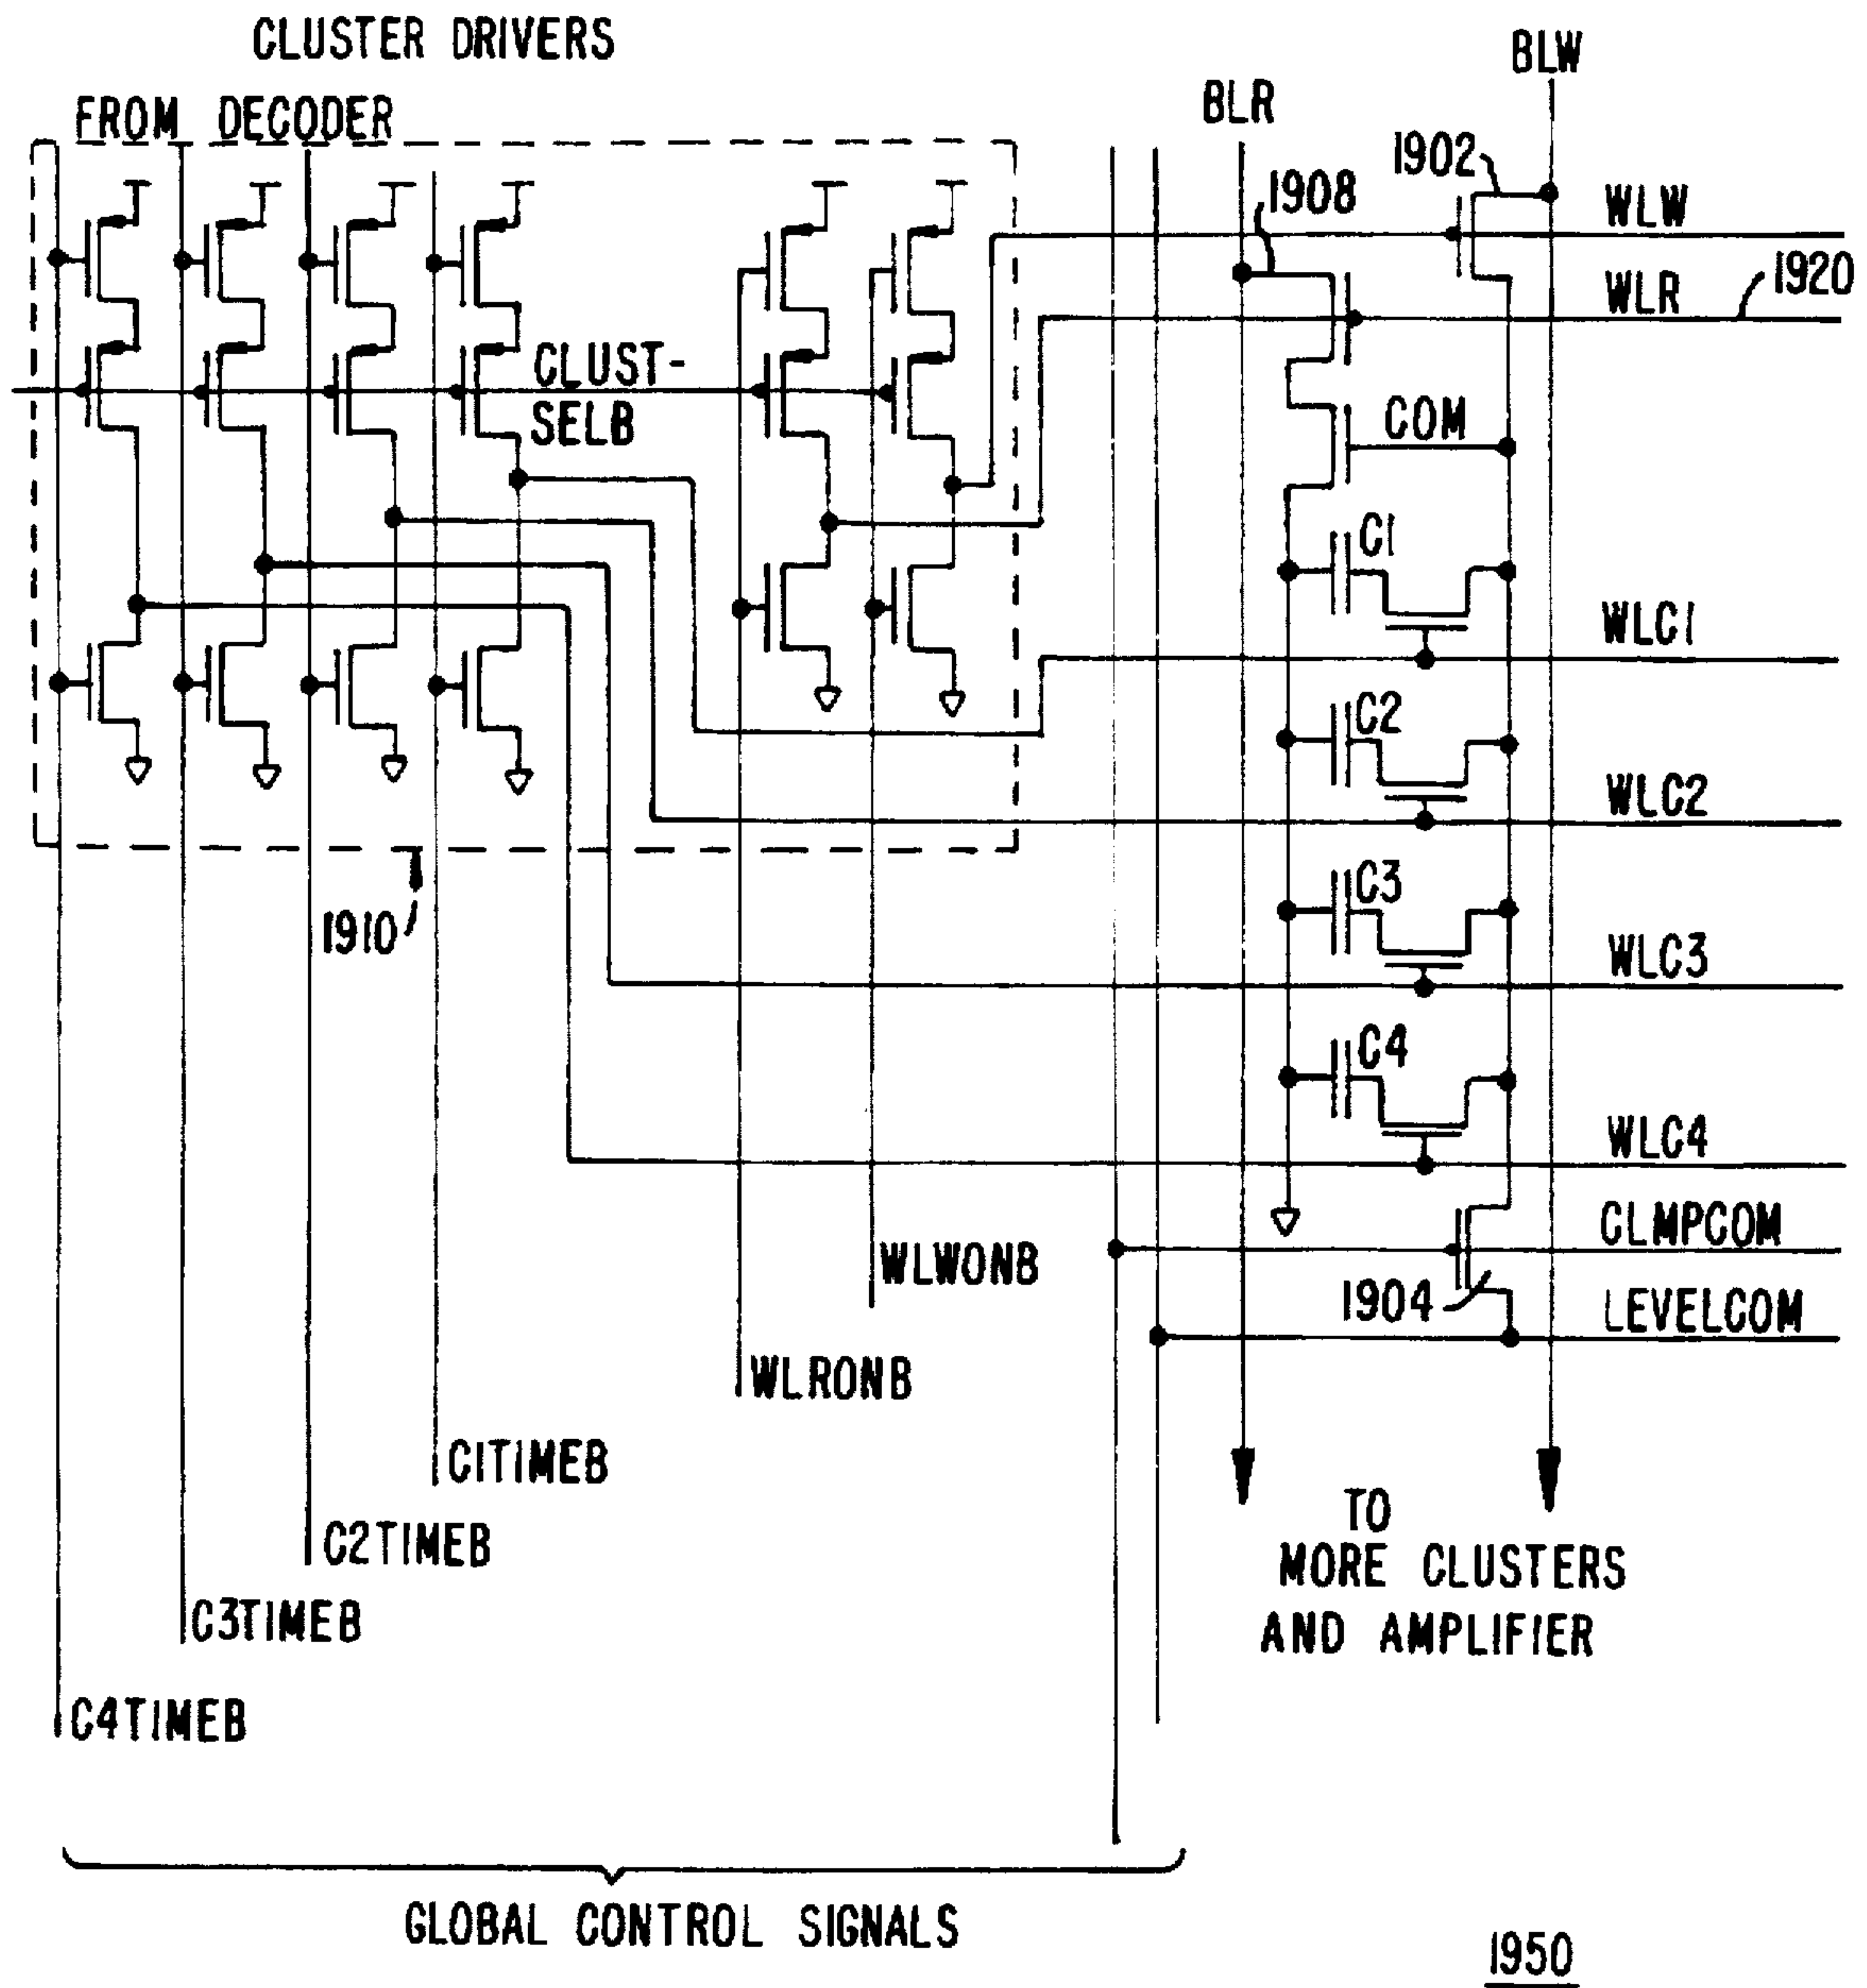 CLUSTER DRIVERS
FROM DECODER
BLR
BLW
1902
1908
WLW
WLR
1920
CLUST-
SELB
COM
C1
WLC1
C2
WLC2
C3
WLC3
C4
WLC4
1910
CLMPCOM
1904
LEVELCOM
WLWONB
WLRONB
C1TIMEB
C2TIMEB
C3TIMEB
C4TIMEB
TO
MORE CLUSTERS
AND AMPLIFIER
GLOBAL CONTROL SIGNALS
1950